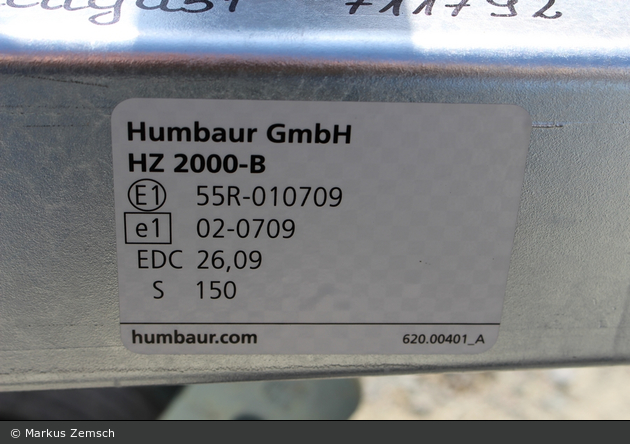 711792
Humbaur GmbH
HZ 2000-B
E1 55R-010709
e1 02-0709
EDC 26,09
S 150
humbaur.com 620.00401_A
© Markus Zemsch